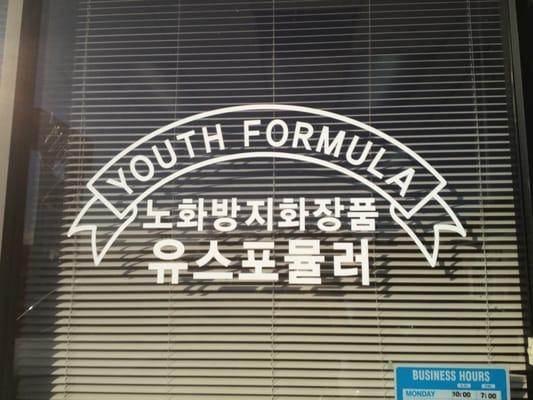 YOUTH FORMULA
노화방지화장품
유스포뮬러
BUSINESS HOURS
MONDAY 10:00 7:00